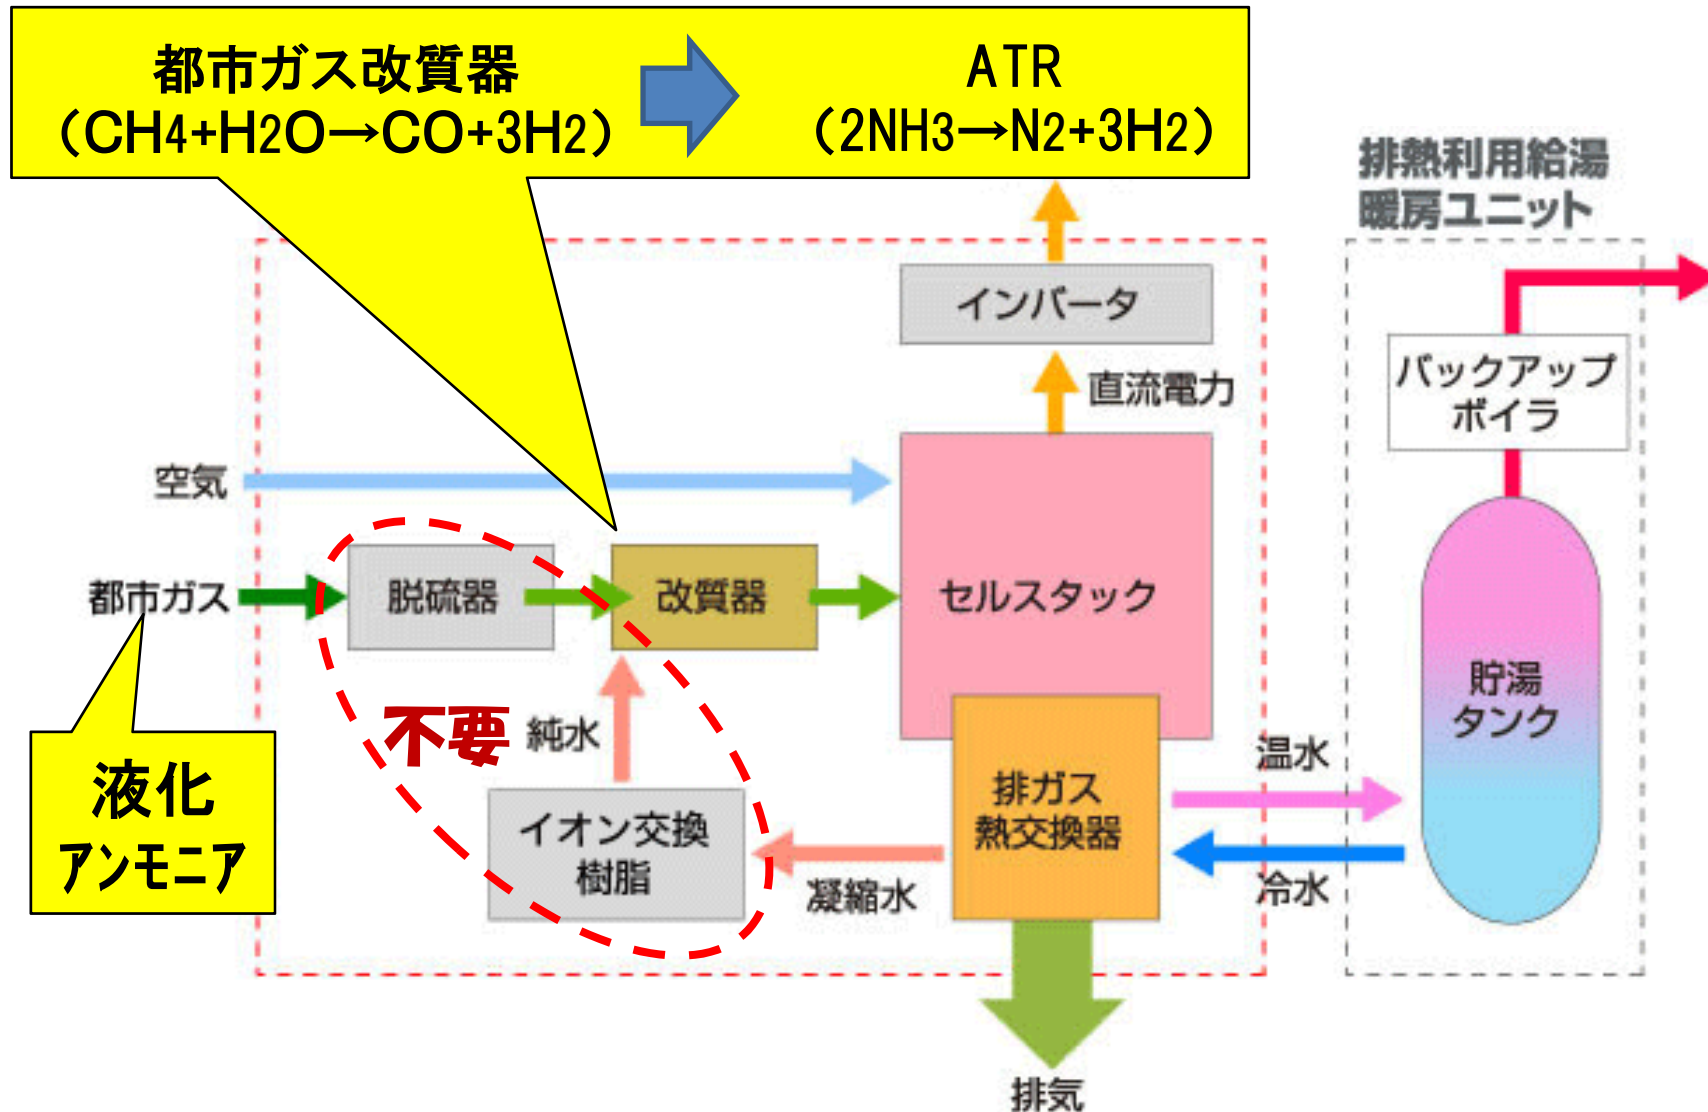 都市ガス改質器
（CH4+H2O→CO+3H2）
ATR
（2NH3→N2+3H2）
排熱利用給湯
暖房ユニット
インバータ
直流電力
バックアップ
ボイラ
空気
都市ガス
脱硫器
改質器
セルスタック
貯湯
タンク
不要
純水
液化
アンモニア
イオン交換
樹脂
凝縮水
排ガス
熱交換器
温水
冷水
排気